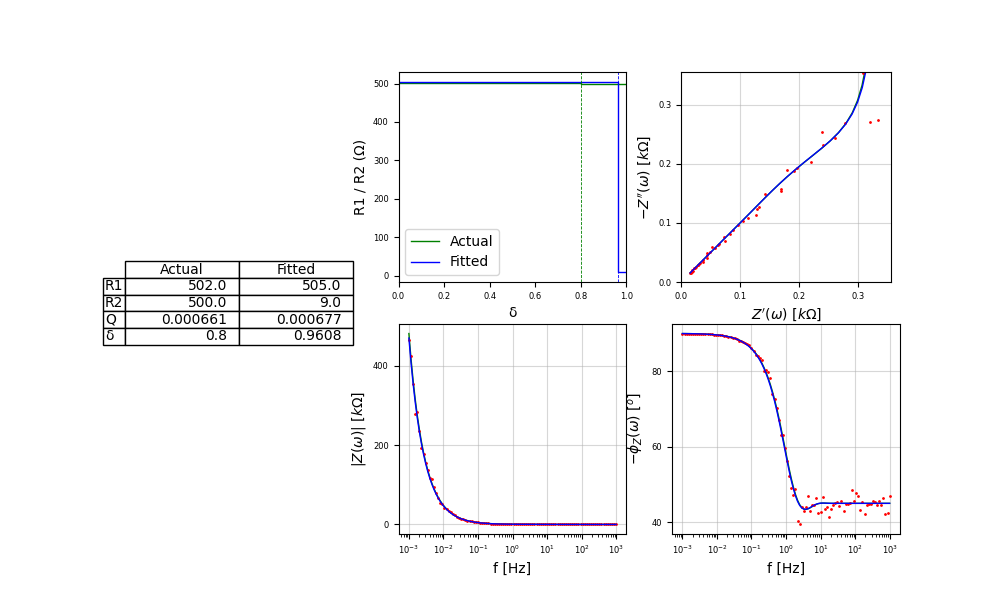 Actual Fitted
R1 502.0 505.0
R2 500.0 9.0
Q 0.000661 0.000677
δ 0.8 0.9608
R1 / R2 (Ω)
500
400
300
200
100
0
Actual
Fitted
0.0 0.2 0.4 0.6 0.8 1.0
δ
−Z″(ω) [kΩ]
0.3
0.2
0.1
0.0
0.0 0.1 0.2 0.3
Z′(ω) [kΩ]
|Z(ω)| [kΩ]
400
200
0
10⁻³ 10⁻² 10⁻¹ 10⁰ 10¹ 10² 10³
f [Hz]
−ϕ_Z(ω) [°]
80
60
40
10⁻³ 10⁻² 10⁻¹ 10⁰ 10¹ 10² 10³
f [Hz]